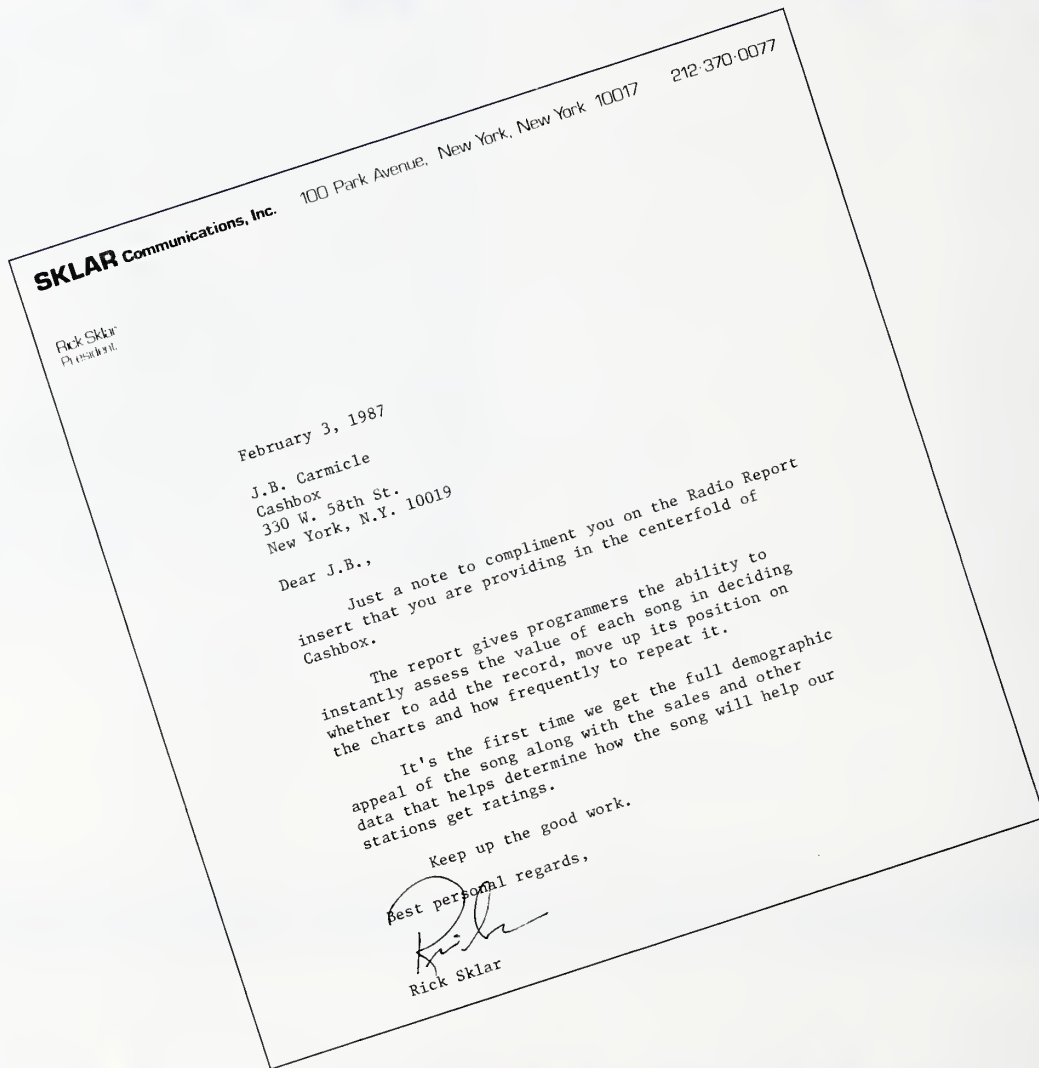 SKLAR Communications, Inc. 100 Park Avenue, New York, New York 10017 212·370·0077
Rick Sklar
President
February 3, 1987
J.B. Carmicle
Cashbox
330 W. 58th St.
New York, N.Y. 10019
Dear J.B.,
Just a note to compliment you on the Radio Report
insert that you are providing in the centerfold of
Cashbox.
The report gives programmers the ability to
instantly assess the value of each song in deciding
whether to add the record, move up its position on
the charts and how frequently to repeat it.
It's the first time we get the full demographic
appeal of the song along with the sales and other
data that helps determine how the song will help our
stations get ratings.
Keep up the good work.
Best personal regards,
Rick
Rick Sklar